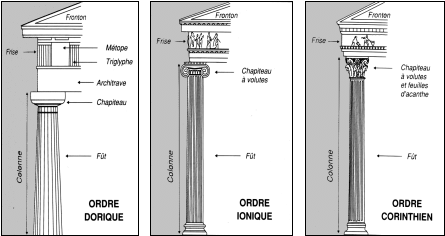 Fronton
Frise
Métope
Triglyphe
Architrave
Chapiteau
Colonne
Fût
ORDRE
DORIQUE
Fronton
Frise
Chapiteau
à volutes
Colonne
Fût
ORDRE
IONIQUE
Fronton
Frise
Chapiteau
à volutes
et feuilles
d'acanthe
Colonne
Fût
ORDRE
CORINTHIEN